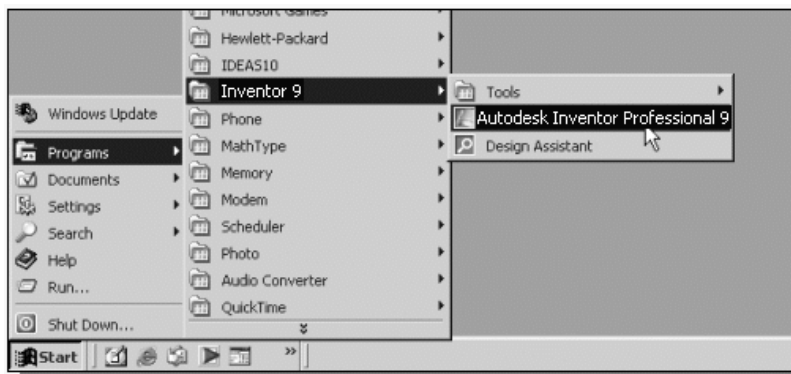 Microsoft Games
Hewlett-Packard
IDEAS10
Inventor 9
Phone
MathType
Memory
Modem
Scheduler
Photo
Audio Converter
QuickTime
Tools
Autodesk Inventor Professional 9
Design Assistant
Windows Update
Programs
Documents
Settings
Search
Help
Run...
Shut Down...
Start